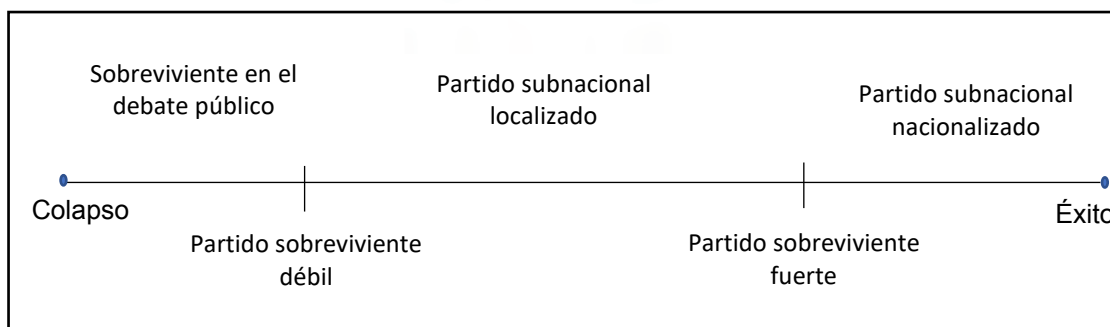 Sobreviviente en el
debate público
Partido subnacional
localizado
Partido subnacional
nacionalizado
Colapso
Éxito
Partido sobreviviente
débil
Partido sobreviviente
fuerte